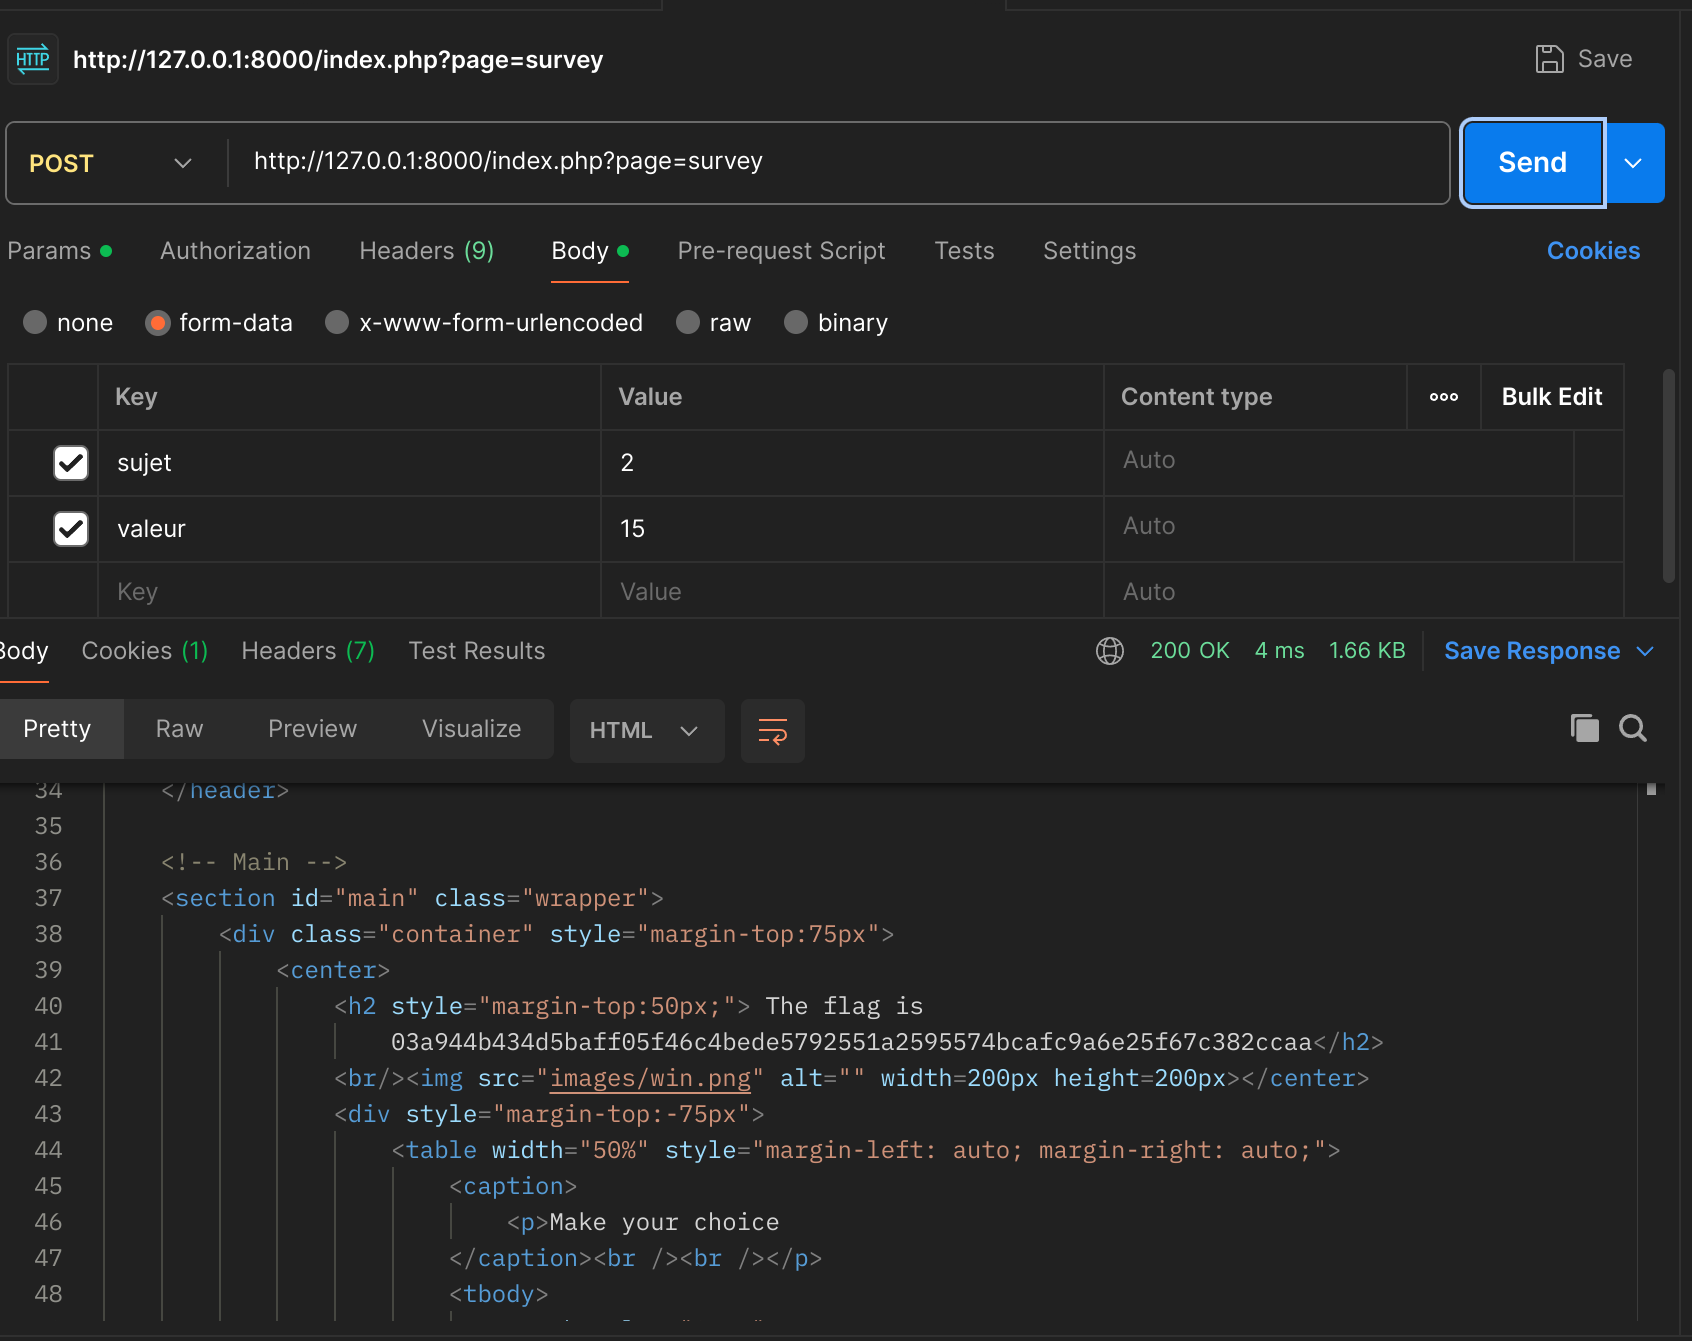 HTTP http://127.0.0.1:8000/index.php?page=survey Save
POST http://127.0.0.1:8000/index.php?page=survey Send
Params Authorization Headers (9) Body Pre-request Script Tests Settings Cookies
none form-data x-www-form-urlencoded raw binary
Key Value Content type Bulk Edit
sujet 2 Auto
valeur 15 Auto
Key Value Auto
Body Cookies (1) Headers (7) Test Results 200 OK 4 ms 1.66 KB Save Response
Pretty Raw Preview Visualize HTML
34 </header>
35
36 <!-- Main -->
37 <section id="main" class="wrapper">
38 <div class="container" style="margin-top:75px">
39 <center>
40 <h2 style="margin-top:50px;"> The flag is
41 03a944b434d5baff05f46c4bede5792551a2595574bcafc9a6e25f67c382ccaa</h2>
42 <br/><img src="images/win.png" alt="" width=200px height=200px></center>
43 <div style="margin-top:-75px">
44 <table width="50%" style="margin-left: auto; margin-right: auto;">
45 <caption>
46 <p>Make your choice
47 </caption><br /><br /></p>
48 <tbody>